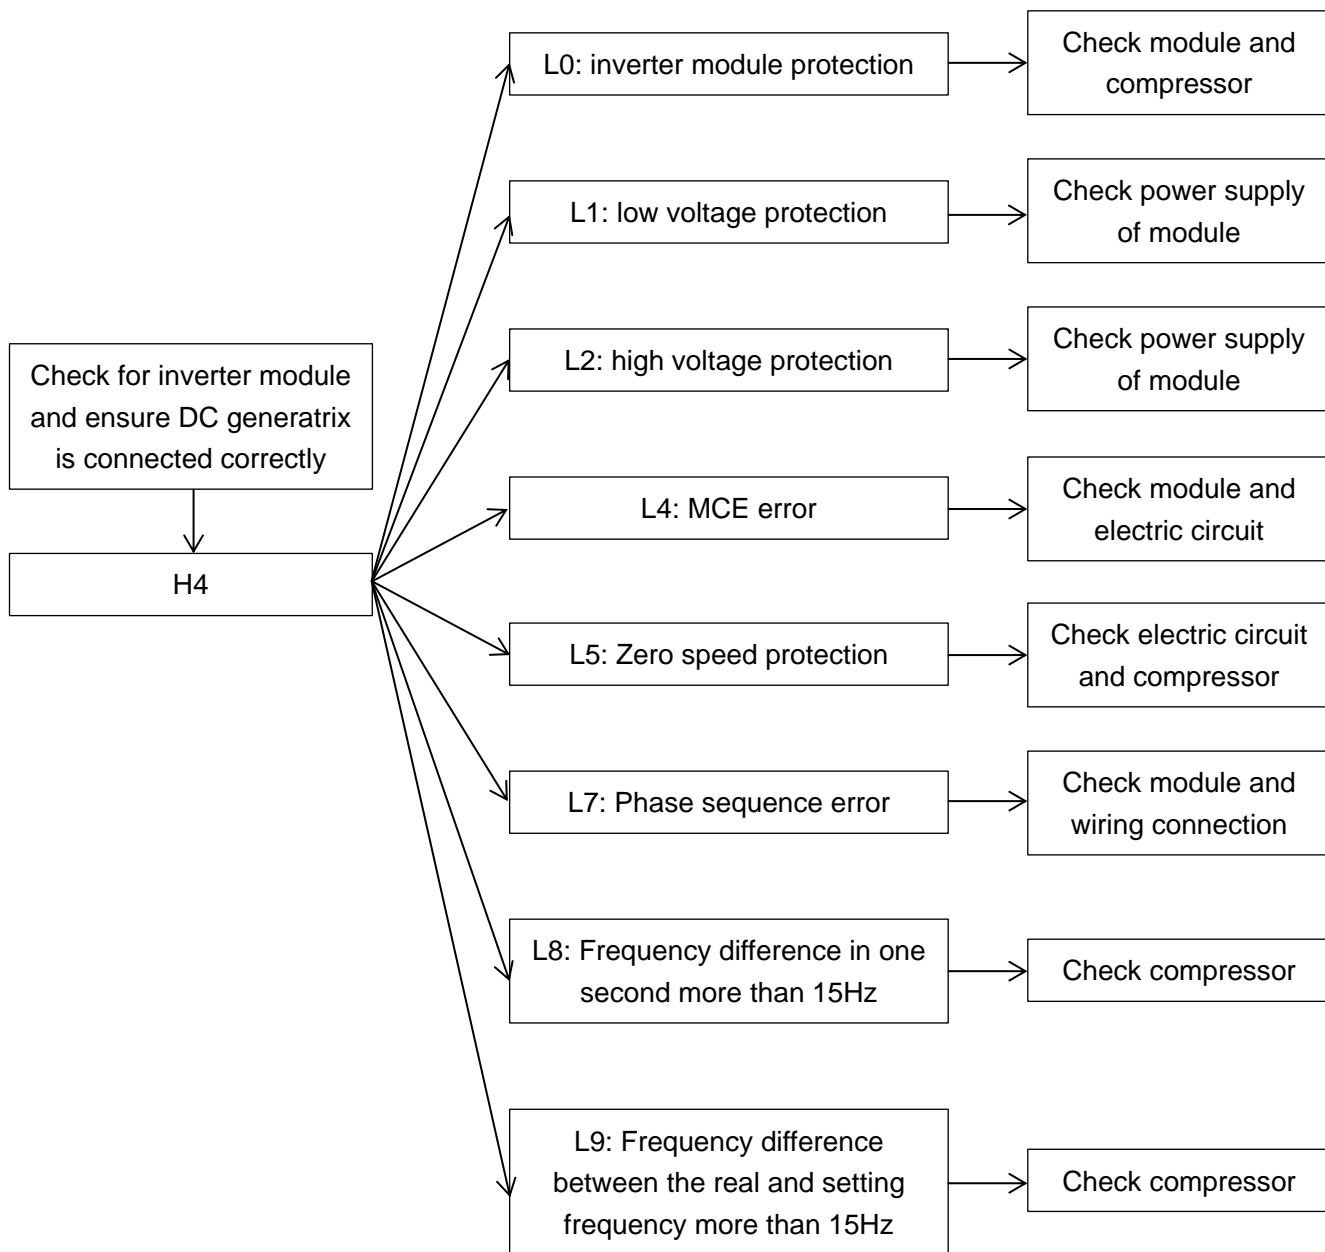 L0: inverter module protection
Check module and
compressor
L1: low voltage protection
Check power supply
of module
L2: high voltage protection
Check power supply
of module
Check for inverter module
and ensure DC generatrix
is connected correctly
L4: MCE error
Check module and
electric circuit
H4
L5: Zero speed protection
Check electric circuit
and compressor
L7: Phase sequence error
Check module and
wiring connection
L8: Frequency difference in one
second more than 15Hz
Check compressor
L9: Frequency difference
between the real and setting
frequency more than 15Hz
Check compressor